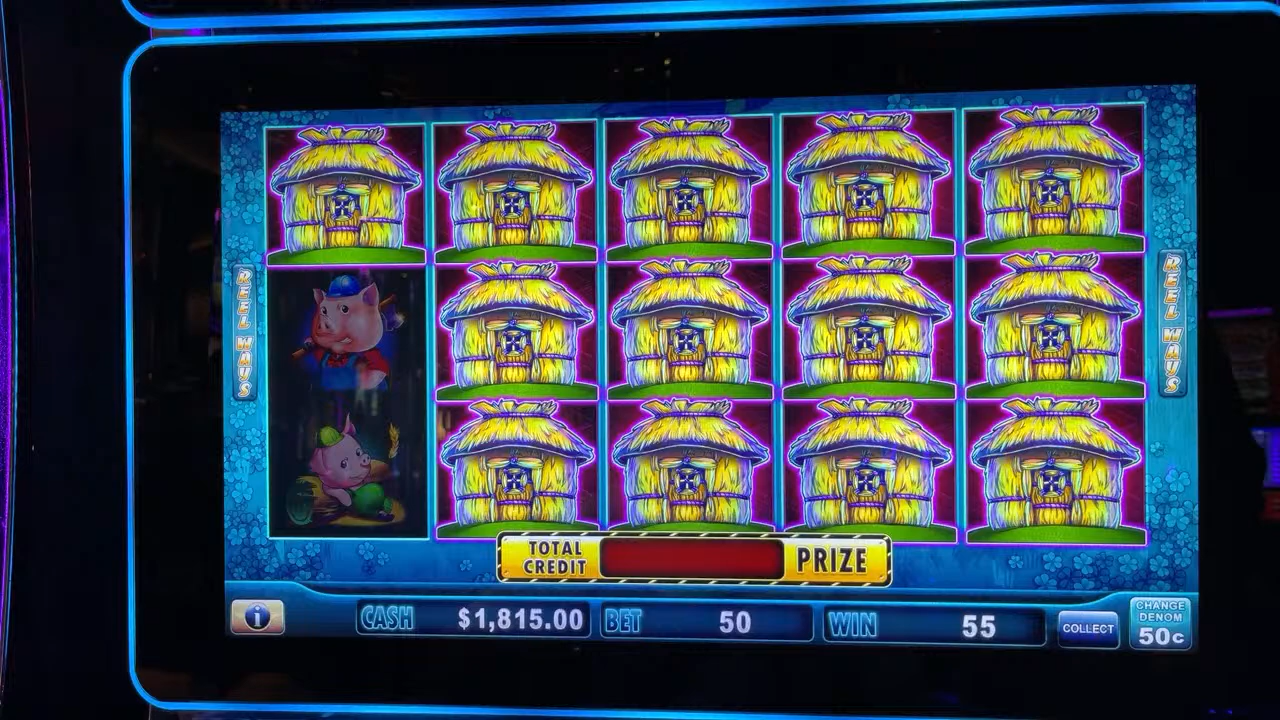 REEL WAYS
REEL WAYS
TOTAL
CREDIT
PRIZE
i
CASH $1,815.00 BET 50 WIN 55
COLLECT
CHANGE
DENOM
50¢